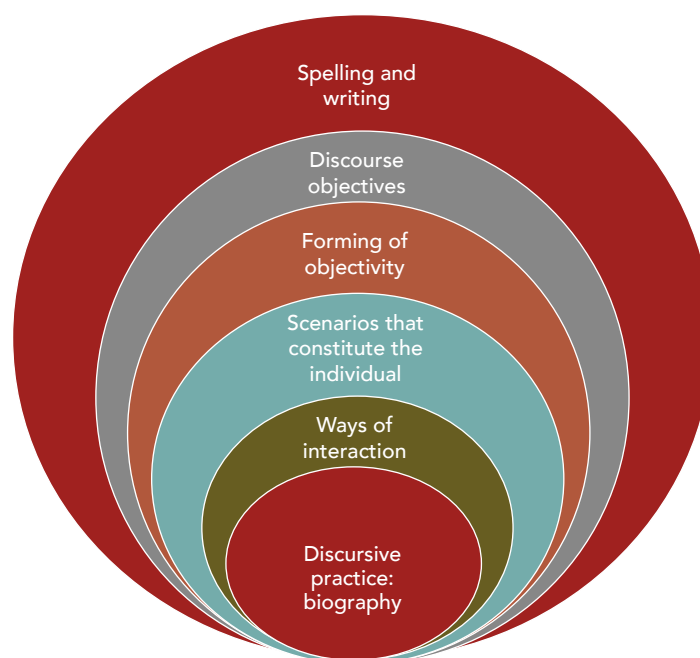 Spelling and
writing
Discourse
objectives
Forming of
objectivity
Scenarios that
constitute the
individual
Ways of
interaction
Discursive
practice:
biography